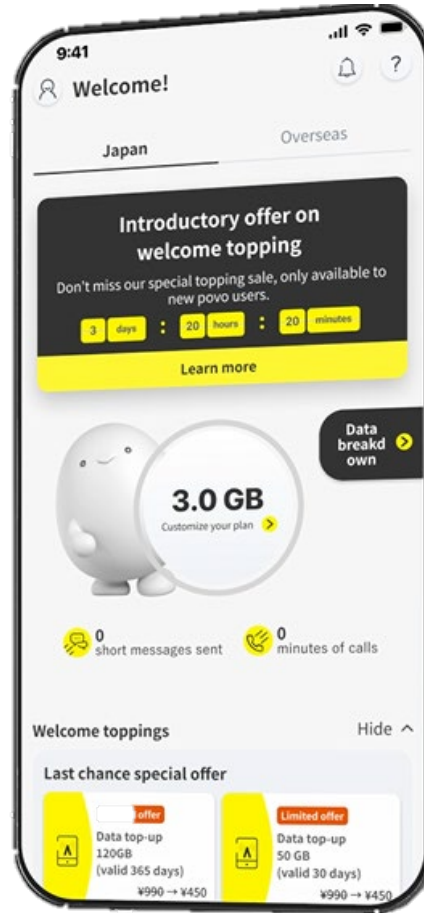 9:41
Welcome!
?
Japan
Overseas
Introductory offer on
welcome topping
Don't miss our special topping sale, only available to
new povo users.
3 days : 20 hours : 20 minutes
Learn more
Data
breakd
own
3.0 GB
Customize your plan
0
short messages sent
0
minutes of calls
Welcome toppings
Hide
Last chance special offer
offer
Data top-up
120GB
(valid 365 days)
¥990 → ¥450
Limited offer
Data top-up
50 GB
(valid 30 days)
¥990 → ¥450